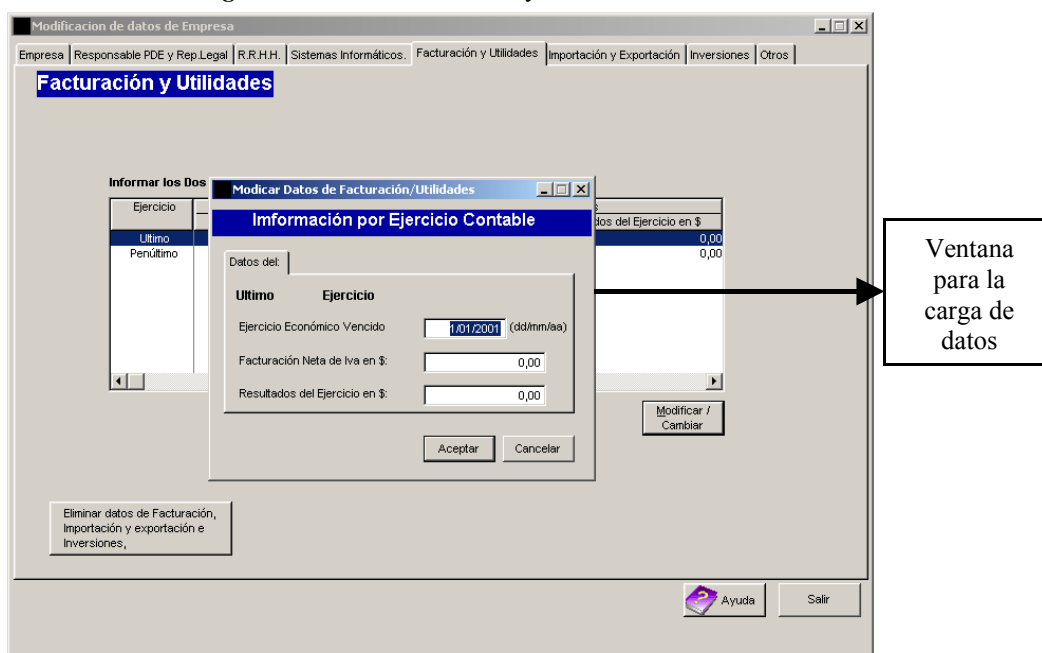 Modificacion de datos de Empresa
Empresa Responsable PDE y Rep.Legal R.R.H.H. Sistemas Informáticos. Facturación y Utilidades Importación y Exportación Inversiones Otros
Facturación y Utilidades
Informar los Dos
Ejercicio
del Ejercicio en $
Ultimo 0,00
Penúltimo 0,00
Modicar Datos de Facturación/Utilidades
Imformación por Ejercicio Contable
Datos del:
Ultimo Ejercicio
Ejercicio Económico Vencido 1/01/2001 (dd/mm/aa)
Facturación Neta de Iva en $: 0,00
Resultados del Ejercicio en $: 0,00
Aceptar Cancelar
Modificar /
Cambiar
Eliminar datos de Facturación,
Importación y exportación e
Inversiones,
Ayuda Salir
Ventana
para la
carga de
datos